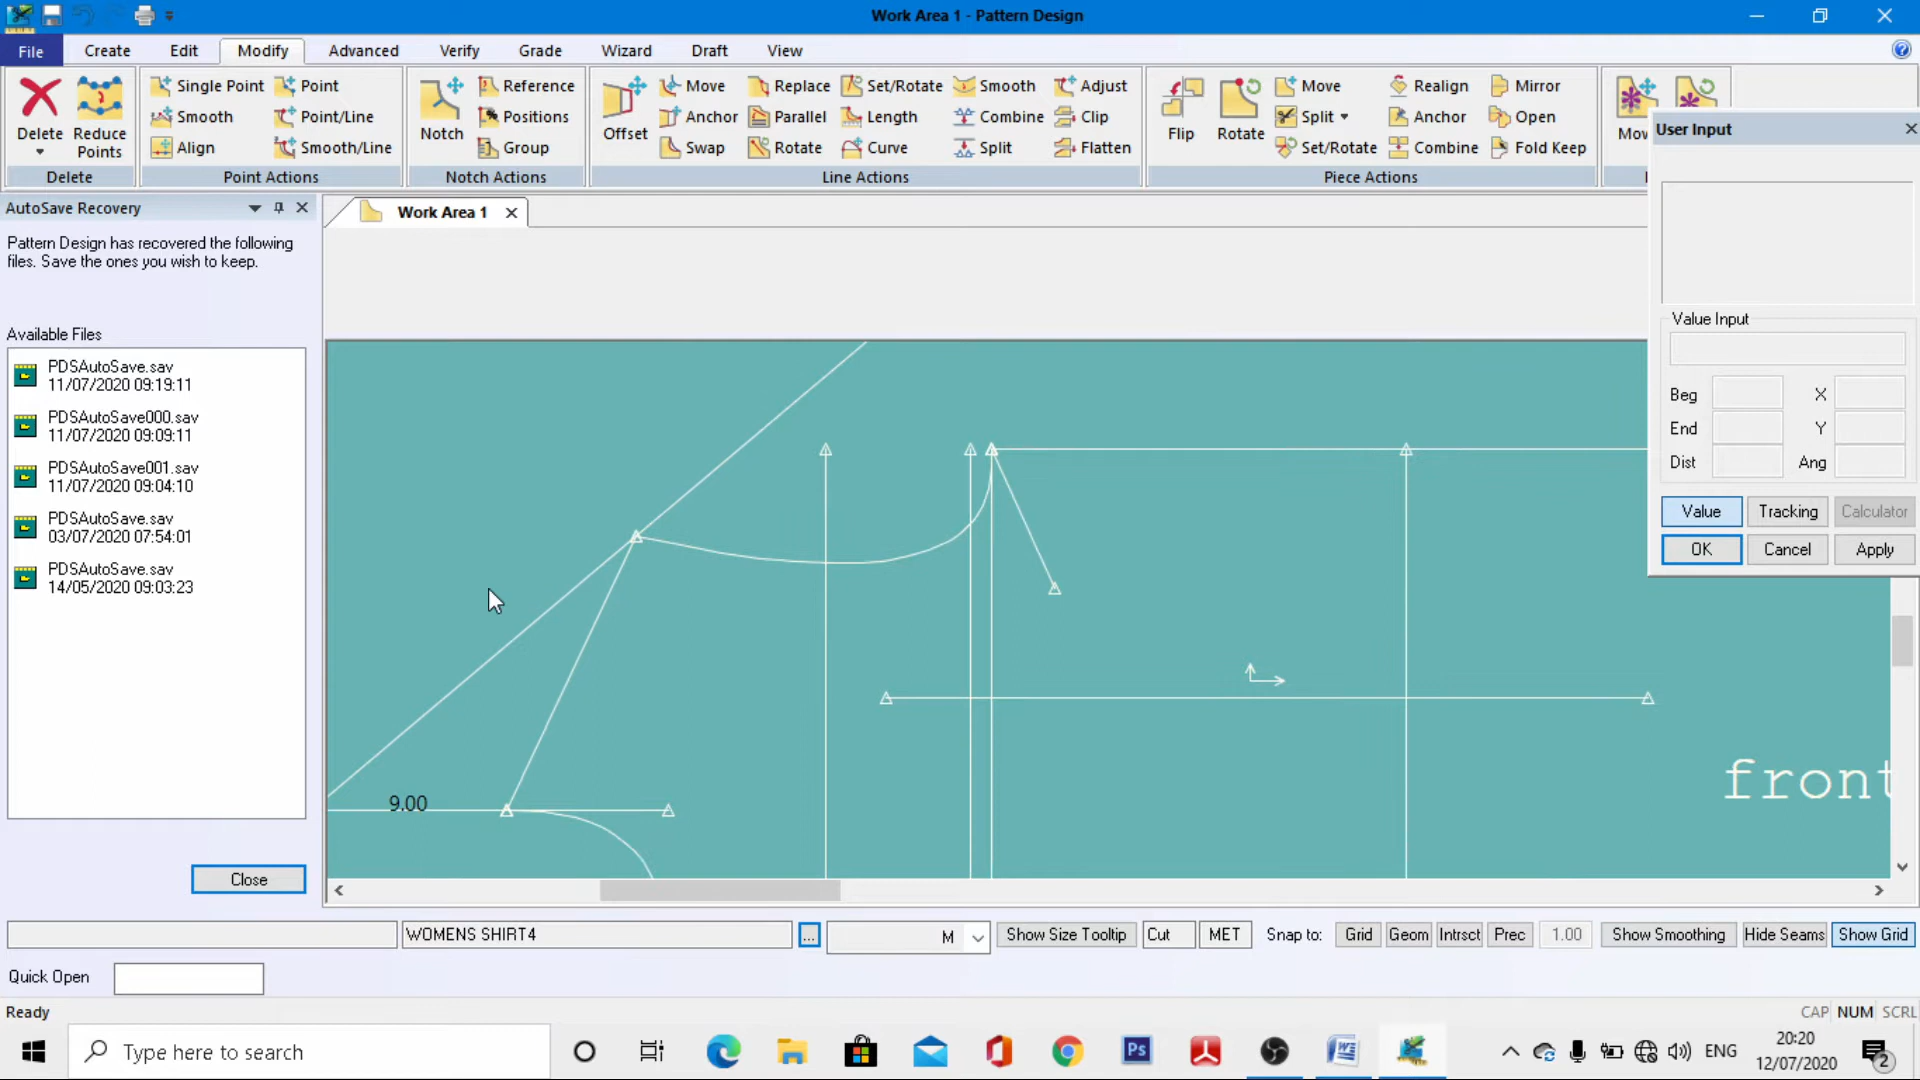 Work Area 1 - Pattern Design
File Create Edit Modify Advanced Verify Grade Wizard Draft View
Single Point Point Reference Move Replace Set/Rotate Smooth Adjust Move Realign Mirror
Smooth Point/Line Positions Anchor Parallel Length Combine Clip Split Anchor Open
Delete Reduce Points Notch Offset Flip Rotate
Align Smooth/Line Group Swap Rotate Curve Split Flatten Set/Rotate Combine Fold Keep
Delete Point Actions Notch Actions Line Actions Piece Actions
User Input
AutoSave Recovery
Work Area 1
Pattern Design has recovered the following
files. Save the ones you wish to keep.
Available Files
PDSAutoSave.sav
11/07/2020 09:19:11
PDSAutoSave000.sav
11/07/2020 09:09:11
PDSAutoSave001.sav
11/07/2020 09:04:10
PDSAutoSave.sav
03/07/2020 07:54:01
PDSAutoSave.sav
14/05/2020 09:03:23
Close
9.00
front
Value Input
Beg X
End Y
Dist Ang
Value Tracking Calculator
OK Cancel Apply
WOMENS SHIRT4 ... M Show Size Tooltip Cut MET Snap to: Grid Geom Intrsct Prec 1.00 Show Smoothing Hide Seams Show Grid
Quick Open
Ready CAP NUM SCRL
Type here to search
Ps
ENG
20:20
12/07/2020
2